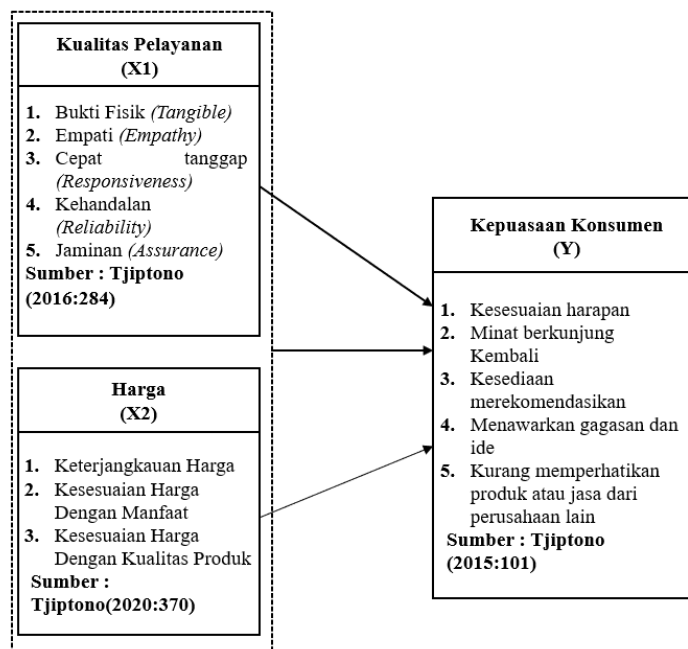 Kualitas Pelayanan
(X1)
1. Bukti Fisik (Tangible)
2. Empati (Empathy)
3. Cepat tanggap
(Responsiveness)
4. Kehandalan
(Reliability)
5. Jaminan (Assurance)
Sumber : Tjiptono
(2016:284)
Harga
(X2)
1. Keterjangkauan Harga
2. Kesesuaian Harga
Dengan Manfaat
3. Kesesuaian Harga
Dengan Kualitas Produk
Sumber :
Tjiptono(2020:370)
Kepuasaan Konsumen
(Y)
1. Kesesuaian harapan
2. Minat berkunjung
Kembali
3. Kesediaan
merekomendasikan
4. Menawarkan gagasan dan
ide
5. Kurang memperhatikan
produk atau jasa dari
perusahaan lain
Sumber : Tjiptono
(2015:101)